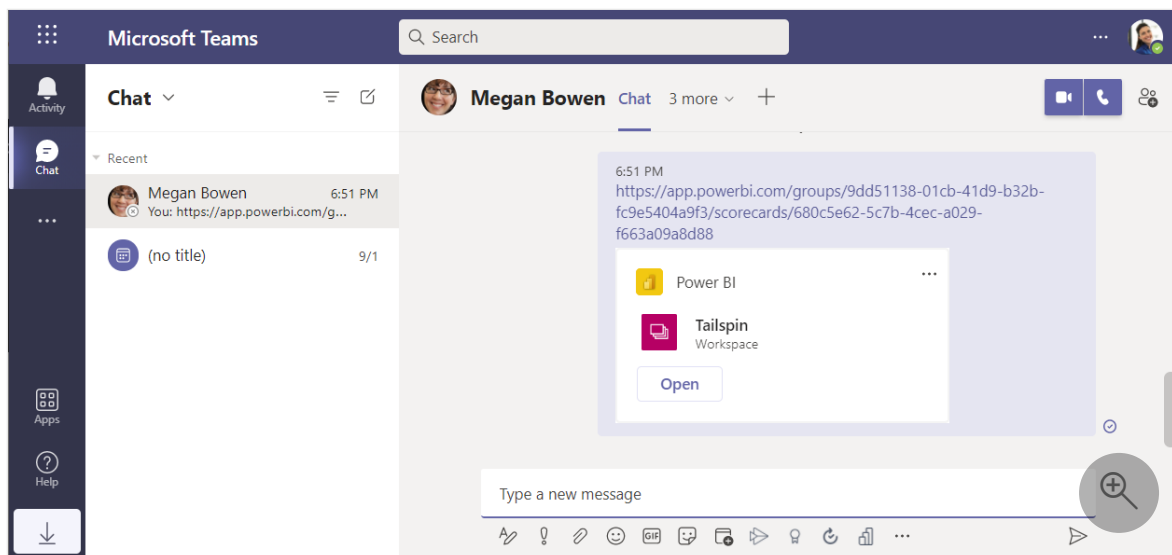 Microsoft Teams
Search
Activity
Chat
Apps
Help
Chat
Recent
Megan Bowen 6:51 PM
You: https://app.powerbi.com/g...
(no title) 9/1
Megan Bowen Chat 3 more
6:51 PM
https://app.powerbi.com/groups/9dd51138-01cb-41d9-b32b-
fc9e5404a9f3/scorecards/680c5e62-5c7b-4cec-a029-
f663a09a8d88
Power BI
Tailspin
Workspace
Open
Type a new message
GIF